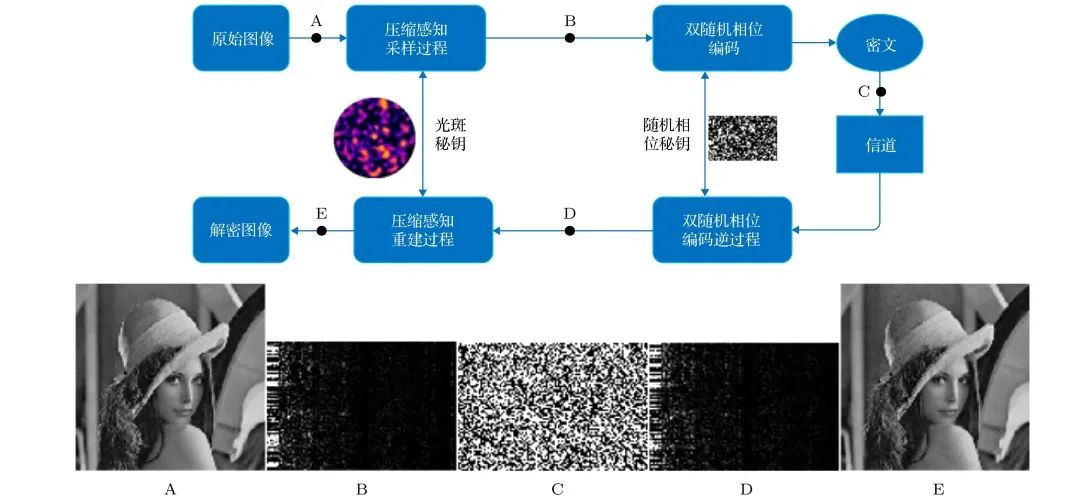 A
B
原始图像
压缩感知
采样过程
双随机相位
编码
密文
C
光斑
秘钥
随机相
位秘钥
信道
E
D
解密图像
压缩感知
重建过程
双随机相位
编码逆过程
A
B
C
D
E